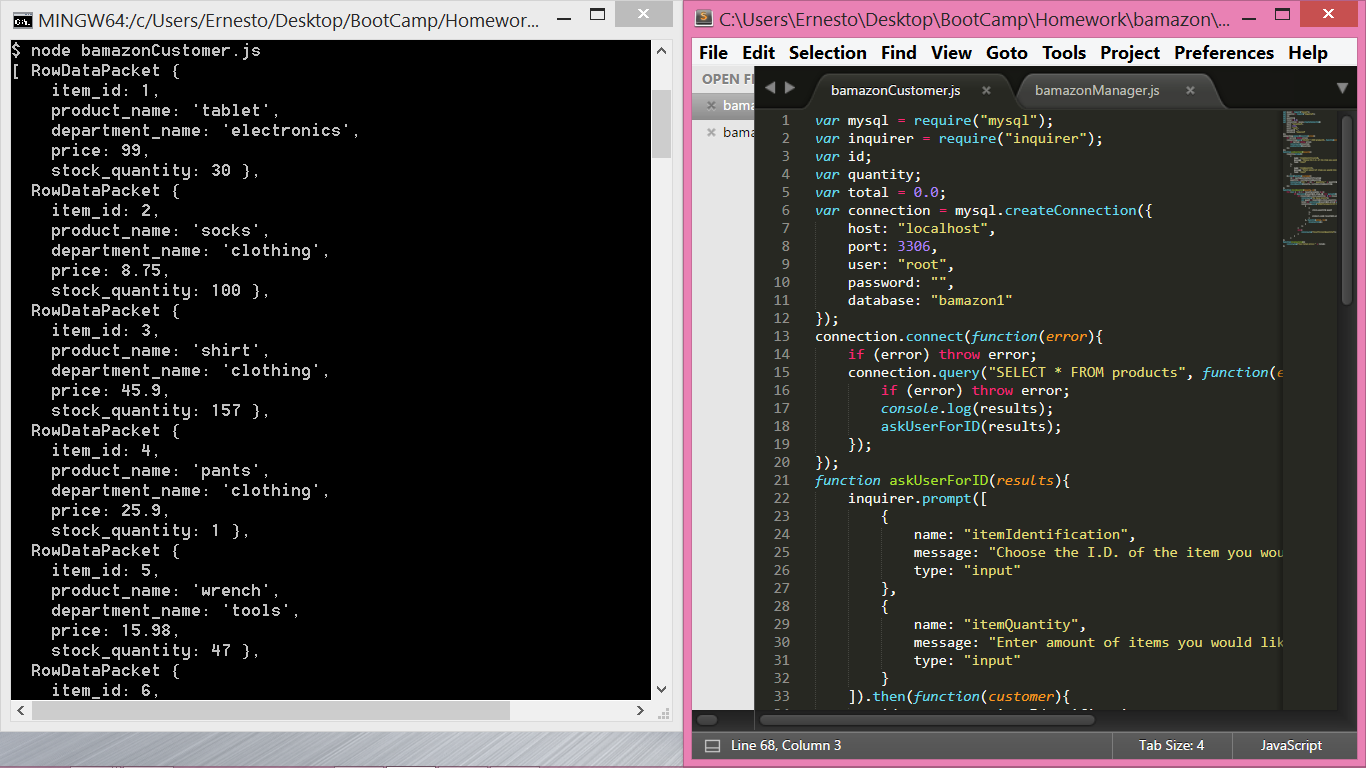 MINGW64:/c/Users/Ernesto/Desktop/BootCamp/Homewor...
$ node bamazonCustomer.js
[ RowDataPacket {
    item_id: 1,
    product_name: 'tablet',
    department_name: 'electronics',
    price: 99,
    stock_quantity: 30 },
  RowDataPacket {
    item_id: 2,
    product_name: 'socks',
    department_name: 'clothing',
    price: 8.75,
    stock_quantity: 100 },
  RowDataPacket {
    item_id: 3,
    product_name: 'shirt',
    department_name: 'clothing',
    price: 45.9,
    stock_quantity: 157 },
  RowDataPacket {
    item_id: 4,
    product_name: 'pants',
    department_name: 'clothing',
    price: 25.9,
    stock_quantity: 1 },
  RowDataPacket {
    item_id: 5,
    product_name: 'wrench',
    department_name: 'tools',
    price: 15.98,
    stock_quantity: 47 },
  RowDataPacket {
    item_id: 6,
C:\Users\Ernesto\Desktop\BootCamp\Homework\bamazon\...
File Edit Selection Find View Goto Tools Project Preferences Help
OPEN FI
bama
bama
bamazonCustomer.js
bamazonManager.js
1 var mysql = require("mysql");
2 var inquirer = require("inquirer");
3 var id;
4 var quantity;
5 var total = 0.0;
6 var connection = mysql.createConnection({
7     host: "localhost",
8     port: 3306,
9     user: "root",
10     password: "",
11     database: "bamazon1"
12 });
13 connection.connect(function(error){
14     if (error) throw error;
15     connection.query("SELECT * FROM products", function(e
16         if (error) throw error;
17         console.log(results);
18         askUserForID(results);
19     });
20 });
21 function askUserForID(results){
22     inquirer.prompt([
23         {
24             name: "itemIdentification",
25             message: "Choose the I.D. of the item you wou
26             type: "input"
27         },
28         {
29             name: "itemQuantity",
30             message: "Enter amount of items you would lik
31             type: "input"
32         }
33     ]).then(function(customer){
Line 68, Column 3
Tab Size: 4
JavaScript